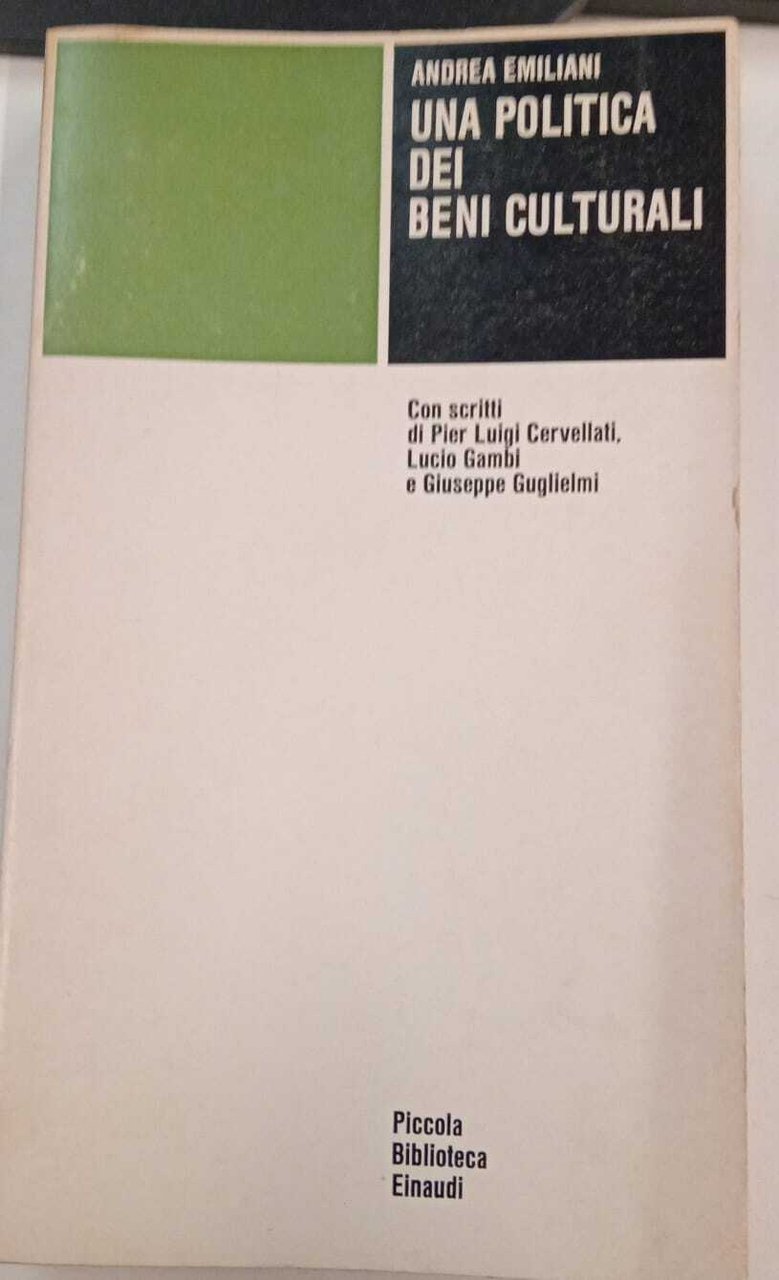 ANDREA EMILIANI
UNA POLITICA
DEI
BENI CULTURALI
Con scritti
di Pier Luigi Cervellati,
Lucio Gambi
e Giuseppe Guglielmi
Piccola
Biblioteca
Einaudi